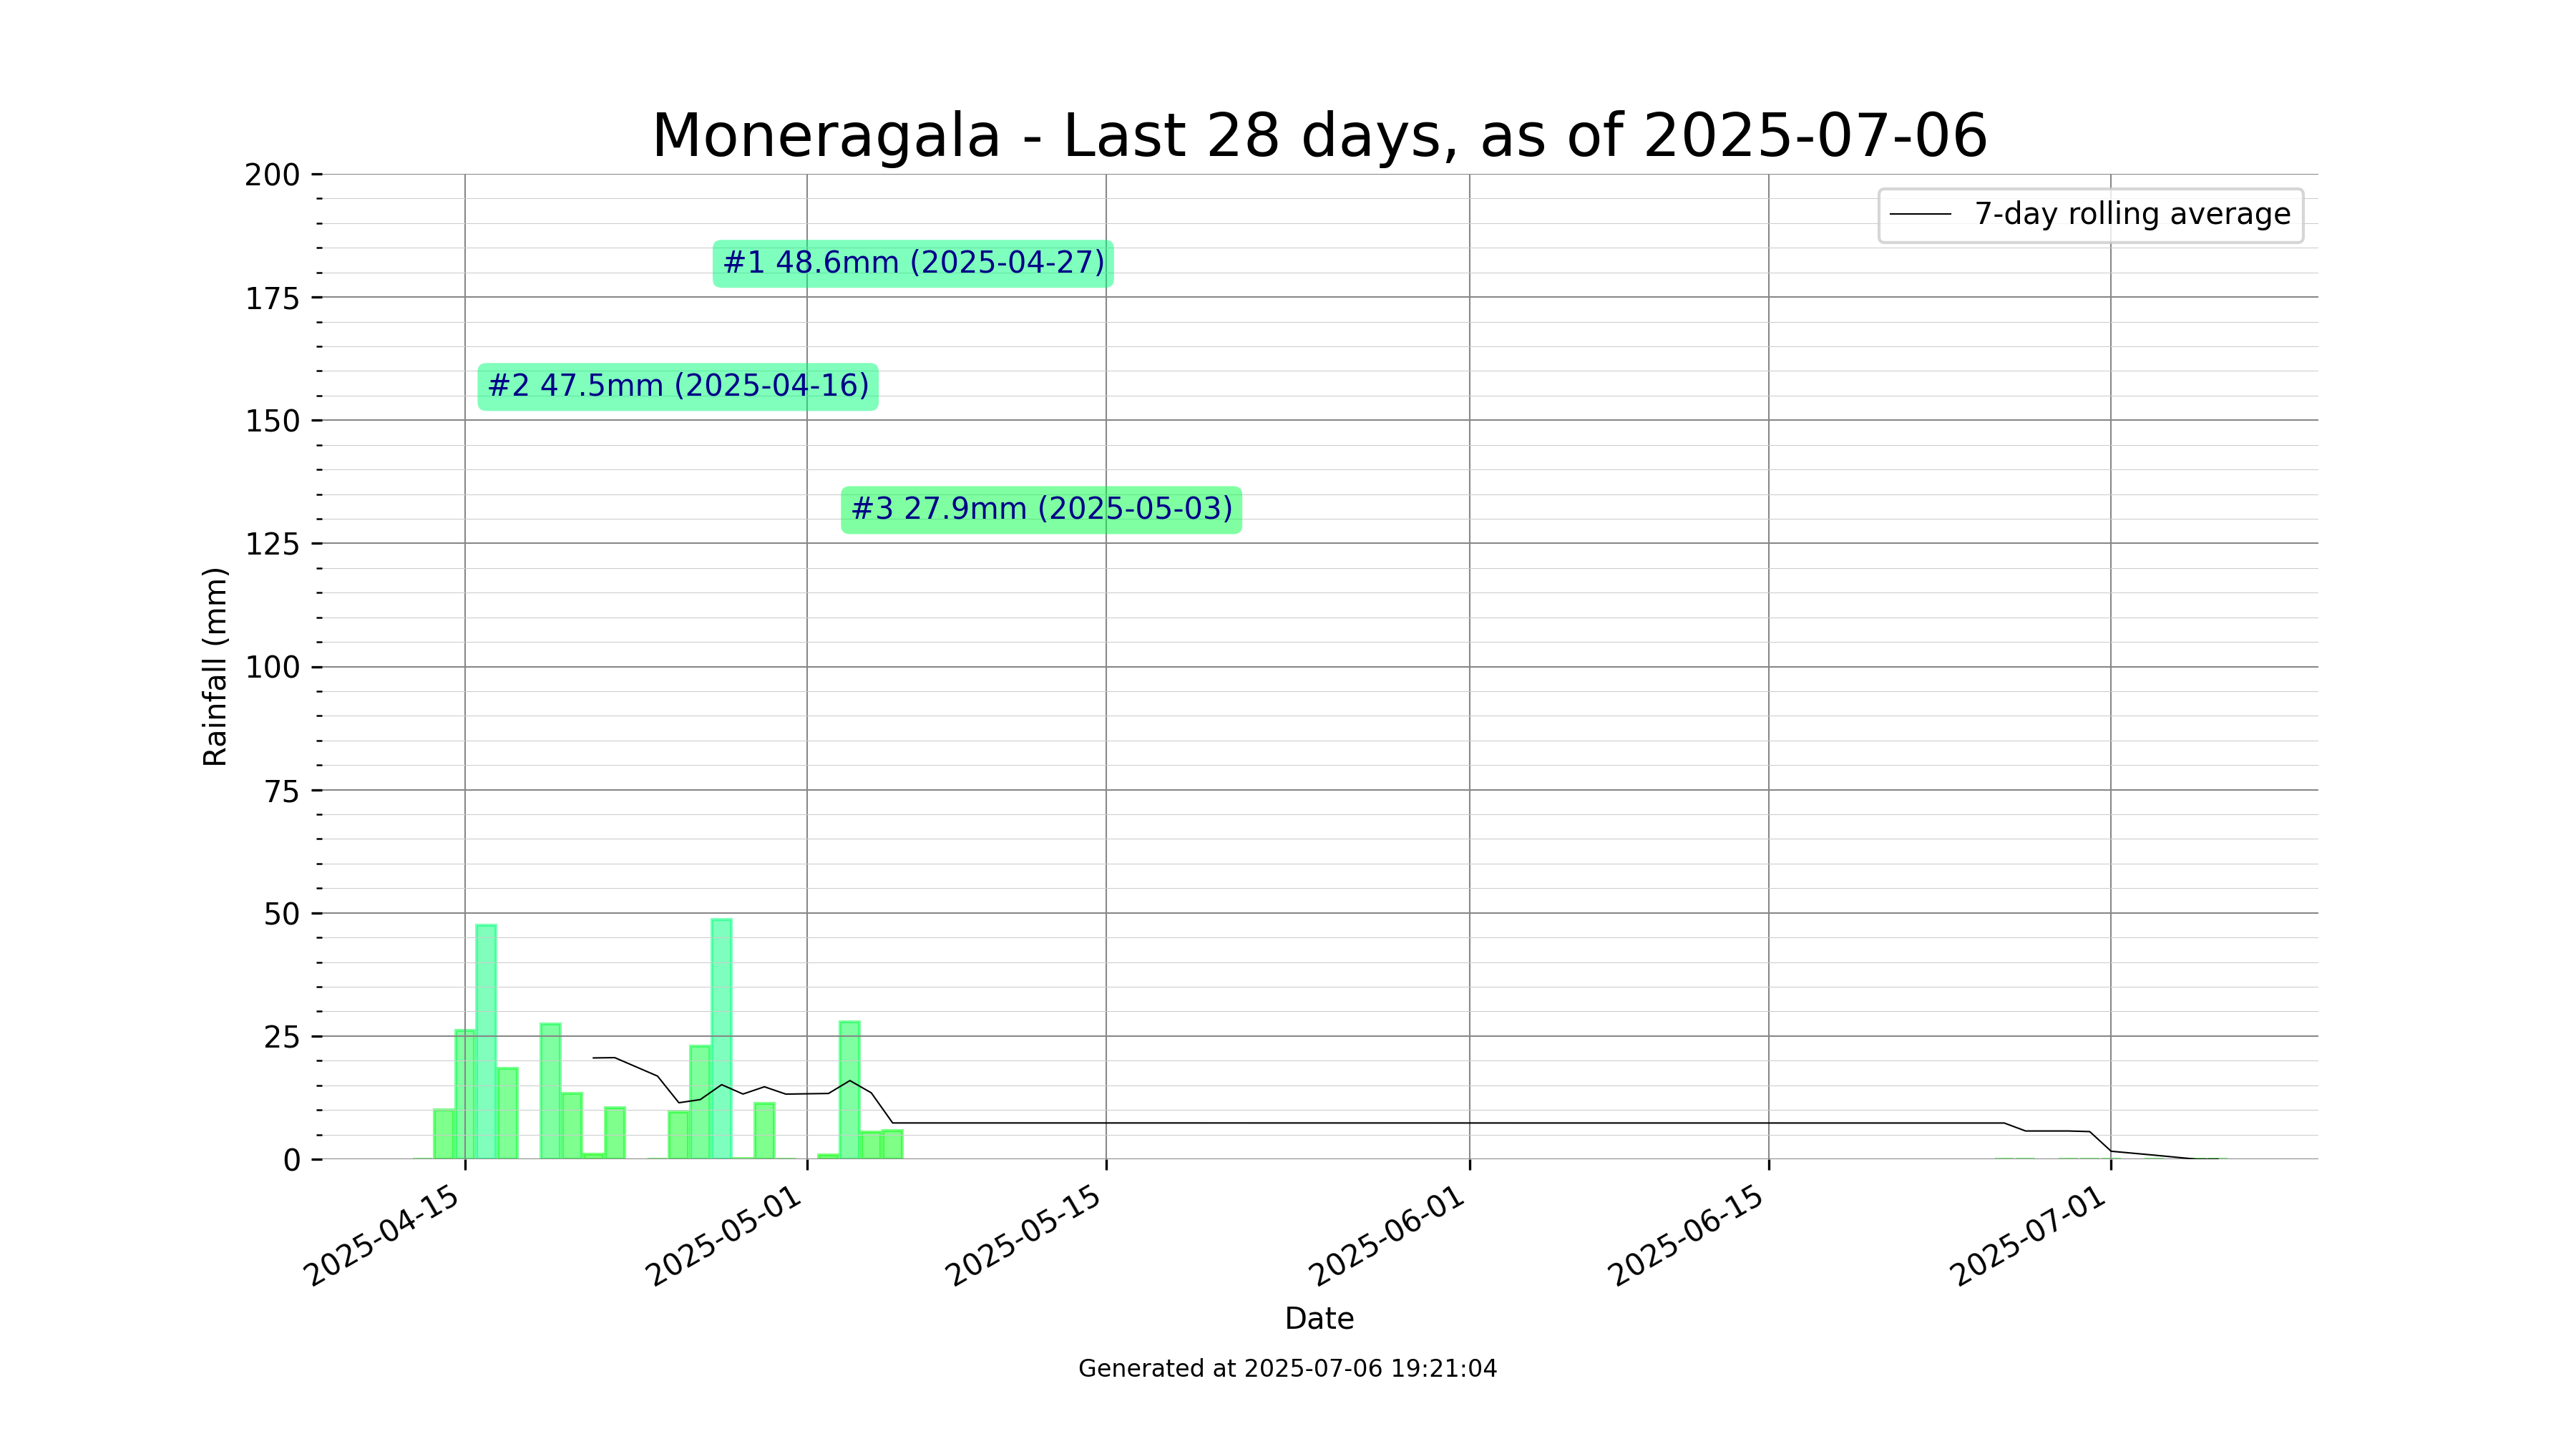 Moneragala - Last 28 days, as of 2025-07-06
7-day rolling average
#1 48.6mm (2025-04-27)
#2 47.5mm (2025-04-16)
#3 27.9mm (2025-05-03)
Rainfall (mm)
200
175
150
125
100
75
50
25
0
2025-04-15
2025-05-01
2025-05-15
2025-06-01
2025-06-15
2025-07-01
Date
Generated at 2025-07-06 19:21:04